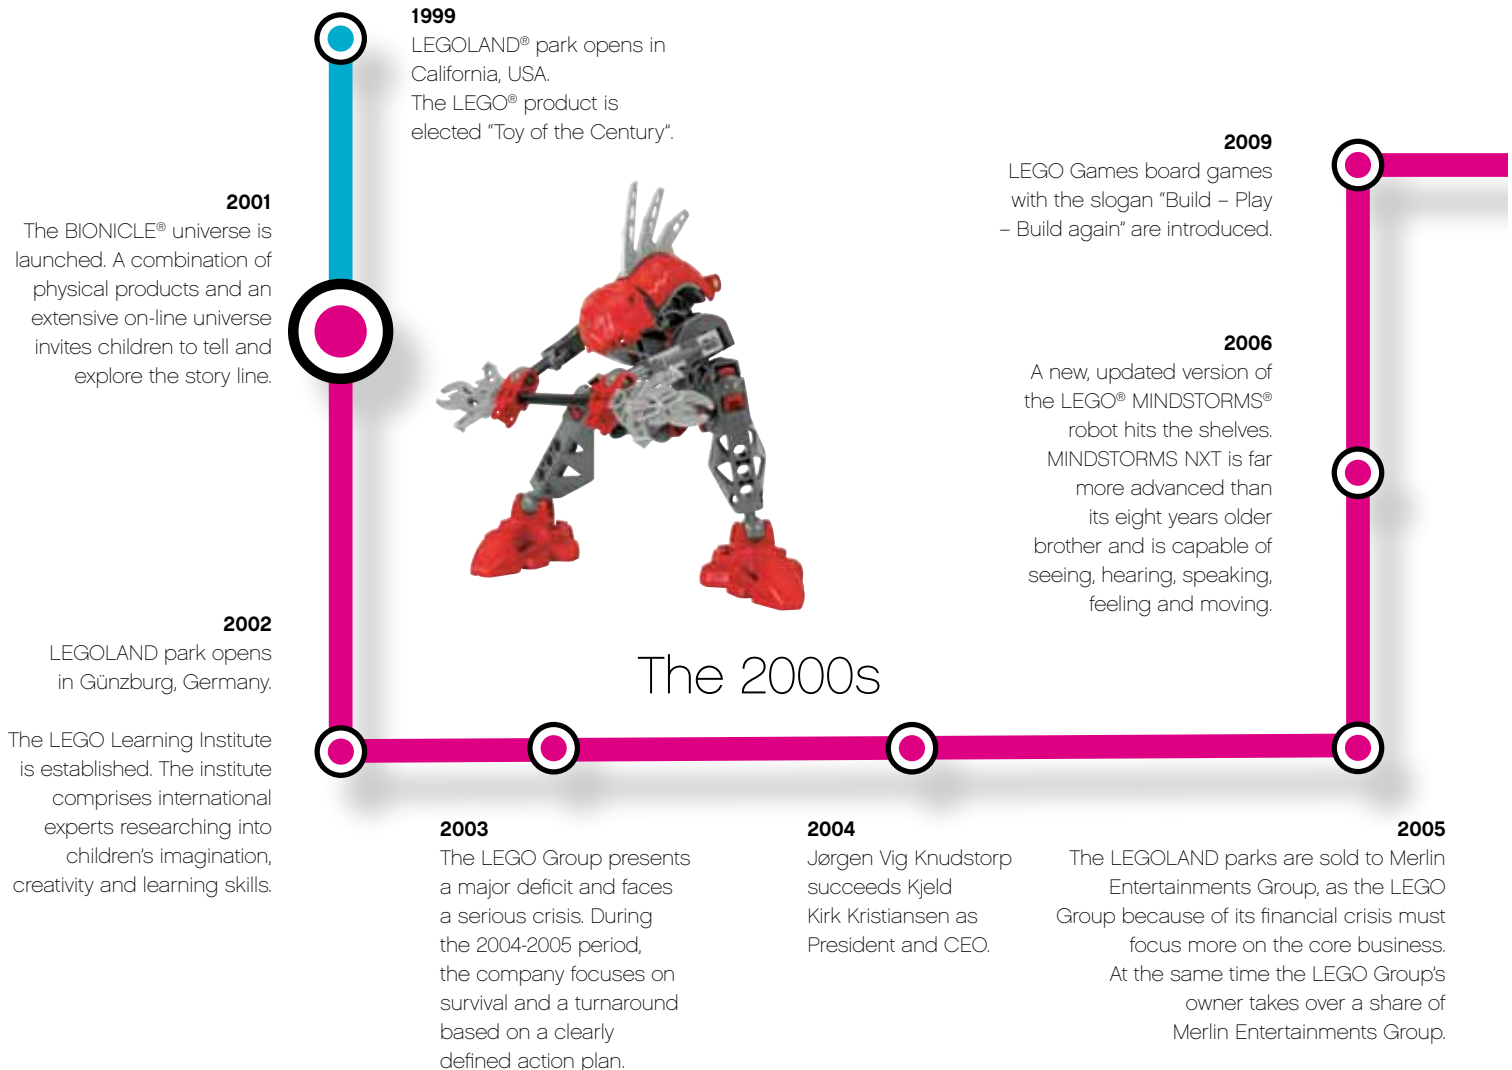 1999
LEGOLAND® park opens in
California, USA.
The LEGO® product is
elected "Toy of the Century".
2001
The BIONICLE® universe is
launched. A combination of
physical products and an
extensive on-line universe
invites children to tell and
explore the story line.
2002
LEGOLAND park opens
in Günzburg, Germany.
The LEGO Learning Institute
is established. The institute
comprises international
experts researching into
children's imagination,
creativity and learning skills.
The 2000s
2003
The LEGO Group presents
a major deficit and faces
a serious crisis. During
the 2004-2005 period,
the company focuses on
survival and a turnaround
based on a clearly
defined action plan.
2004
Jørgen Vig Knudstorp
succeeds Kjeld
Kirk Kristiansen as
President and CEO.
2005
The LEGOLAND parks are sold to Merlin
Entertainments Group, as the LEGO
Group because of its financial crisis must
focus more on the core business.
At the same time the LEGO Group's
owner takes over a share of
Merlin Entertainments Group.
2006
A new, updated version of
the LEGO® MINDSTORMS®
robot hits the shelves.
MINDSTORMS NXT is far
more advanced than
its eight years older
brother and is capable of
seeing, hearing, speaking,
feeling and moving.
2009
LEGO Games board games
with the slogan "Build – Play
– Build again" are introduced.